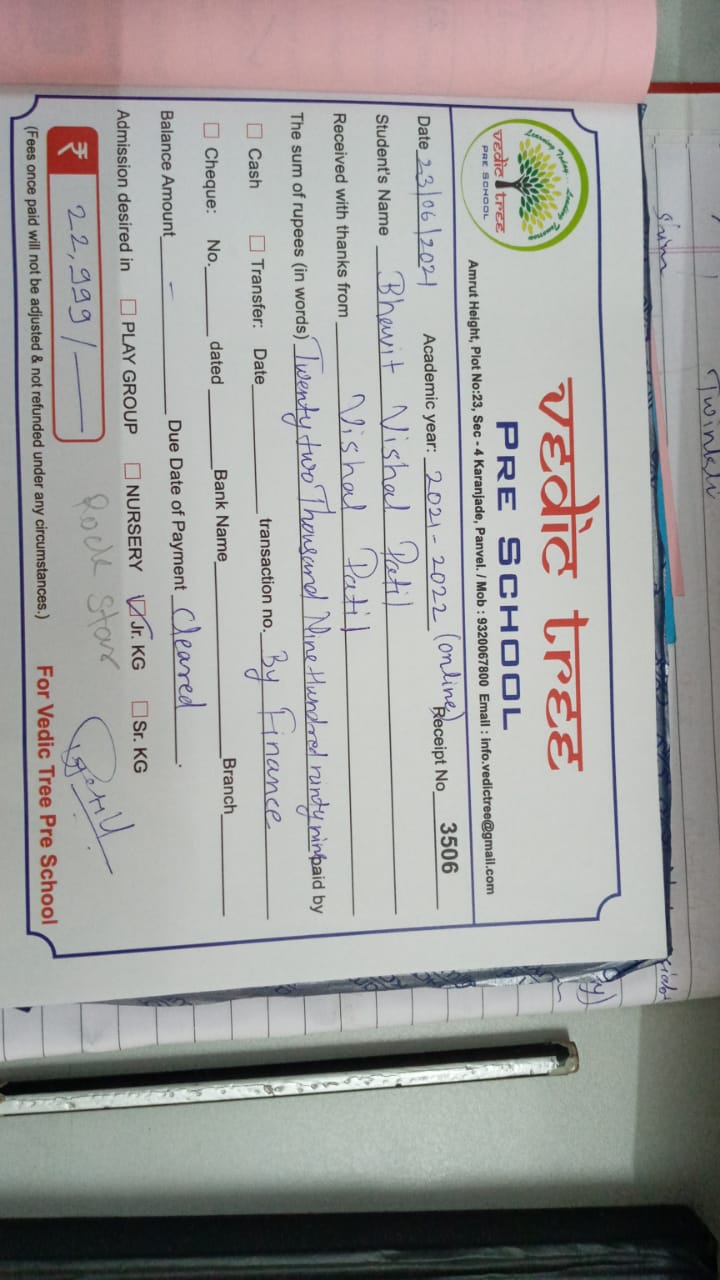 Twinkle
Learning Today... Leading Tomorrow
vedic tree
PRE SCHOOL
vedic tree
PRE SCHOOL
Amrut Height, Plot No:23, Sec - 4 Karanjade, Panvel. / Mob : 9320067800 Email : info.vedictree@gmail.com
Date 23/06/2021 Academic year: 2021-2022 (online) Receipt No 3506
Student's Name Bhavit Vishal Patil
Received with thanks from Vishal Patil
The sum of rupees (in words) Twenty two Thousand Nine Hundred ninty nine paid by
Cash Transfer: Date transaction no. By Finance
Cheque: No. dated Bank Name Branch
Balance Amount - Due Date of Payment Cleared
Admission desired in PLAY GROUP NURSERY Jr. KG Sr. KG
₹ 22,999/- Rock Star
(Fees once paid will not be adjusted & not refunded under any circumstances.) For Vedic Tree Pre School